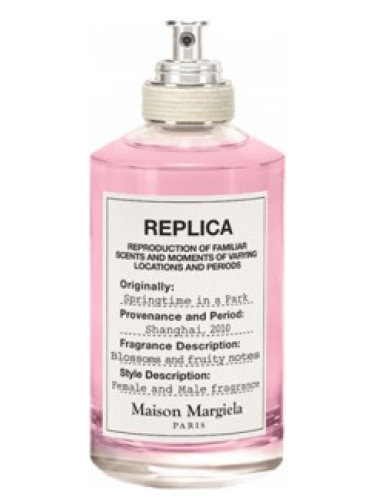 REPLICA
REPRODUCTION OF FAMILIAR
SCENTS AND MOMENTS OF VARYING
LOCATIONS AND PERIODS
Originally:
Springtime in a Park
Provenance and Period:
Shanghai, 2010
Fragrance Description:
Blossoms and fruity notes
Style Description:
Female and Male fragrance
Maison Margiela
PARIS